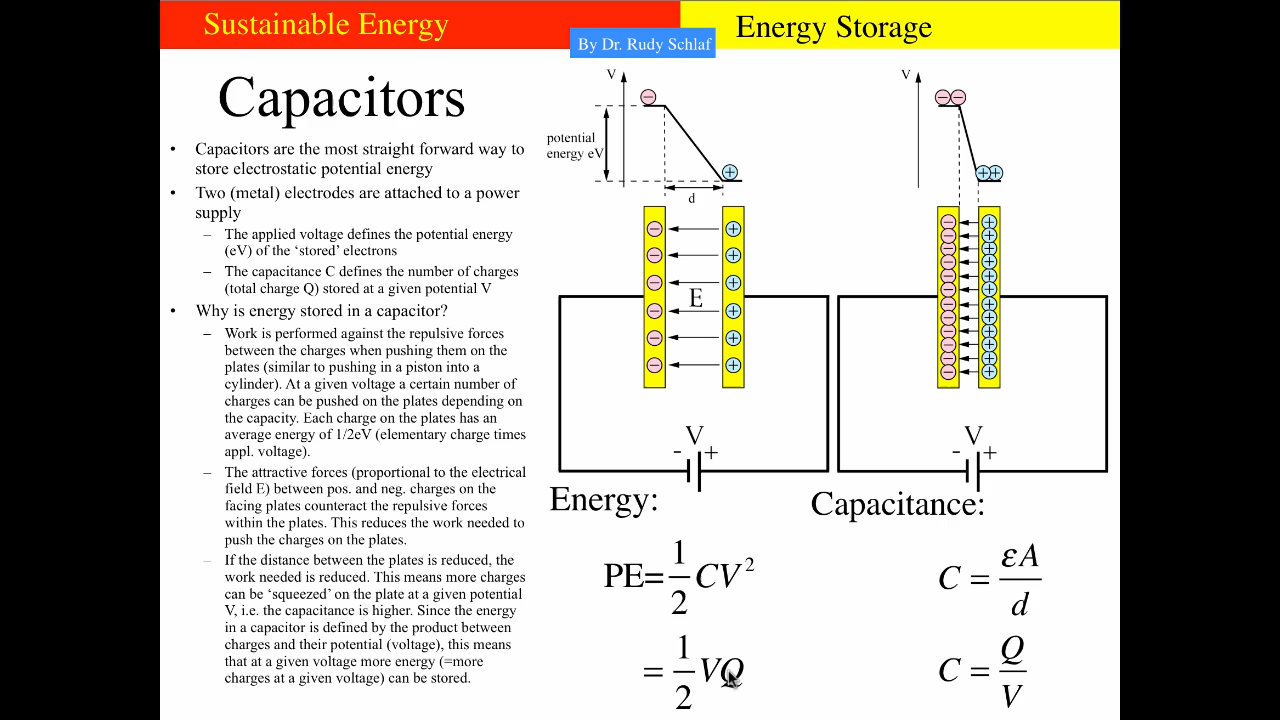 Sustainable Energy
Energy Storage
By Dr. Rudy Schlaf
Capacitors
• Capacitors are the most straight forward way to
store electrostatic potential energy
• Two (metal) electrodes are attached to a power
supply
– The applied voltage defines the potential energy
(eV) of the ‘stored’ electrons
– The capacitance C defines the number of charges
(total charge Q) stored at a given potential V
• Why is energy stored in a capacitor?
– Work is performed against the repulsive forces
between the charges when pushing them on the
plates (similar to pushing in a piston into a
cylinder). At a given voltage a certain number of
charges can be pushed on the plates depending on
the capacity. Each charge on the plates has an
average energy of 1/2eV (elementary charge times
appl. voltage).
– The attractive forces (proportional to the electrical
field E) between pos. and neg. charges on the
facing plates counteract the repulsive forces
within the plates. This reduces the work needed to
push the charges on the plates.
– If the distance between the plates is reduced, the
work needed is reduced. This means more charges
can be ‘squeezed’ on the plate at a given potential
V, i.e. the capacitance is higher. Since the energy
in a capacitor is defined by the product between
charges and their potential (voltage), this means
that at a given voltage more energy (=more
charges at a given voltage) can be stored.
V
potential
energy eV
d
E
V
- +
V
V
- +
Energy:
PE=1/2 CV²
= 1/2 VQ
Capacitance:
C = εA/d
C = Q/V